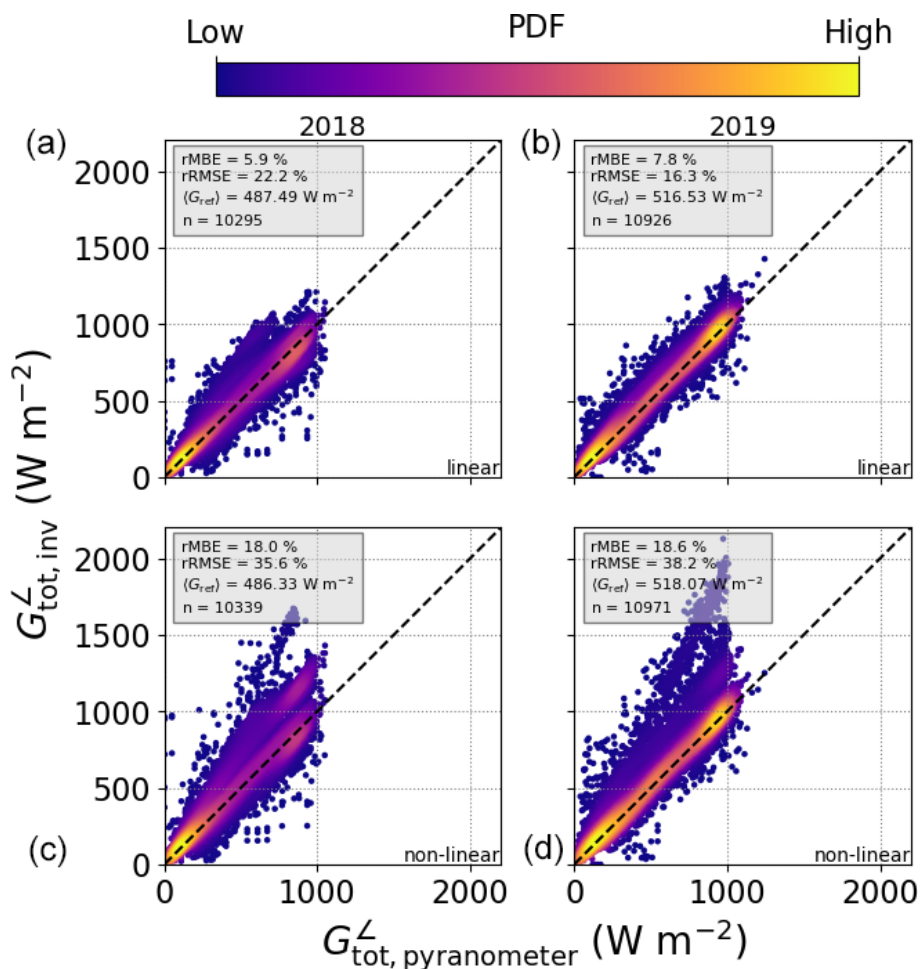 PDF
Low High
(a) 2018 (b) 2019
rMBE = 5.9 %
rRMSE = 22.2 %
⟨G_ref⟩ = 487.49 W m⁻²
n = 10295
rMBE = 7.8 %
rRMSE = 16.3 %
⟨G_ref⟩ = 516.53 W m⁻²
n = 10926
2000
1500
1000
500
0
linear
linear
rMBE = 18.0 %
rRMSE = 35.6 %
⟨G_ref⟩ = 486.33 W m⁻²
n = 10339
rMBE = 18.6 %
rRMSE = 38.2 %
⟨G_ref⟩ = 518.07 W m⁻²
n = 10971
2000
1500
1000
500
0
(c) non-linear
(d) non-linear
0 1000 2000 0 1000 2000
G^∠_tot, inv (W m⁻²)
G^∠_tot, pyranometer (W m⁻²)